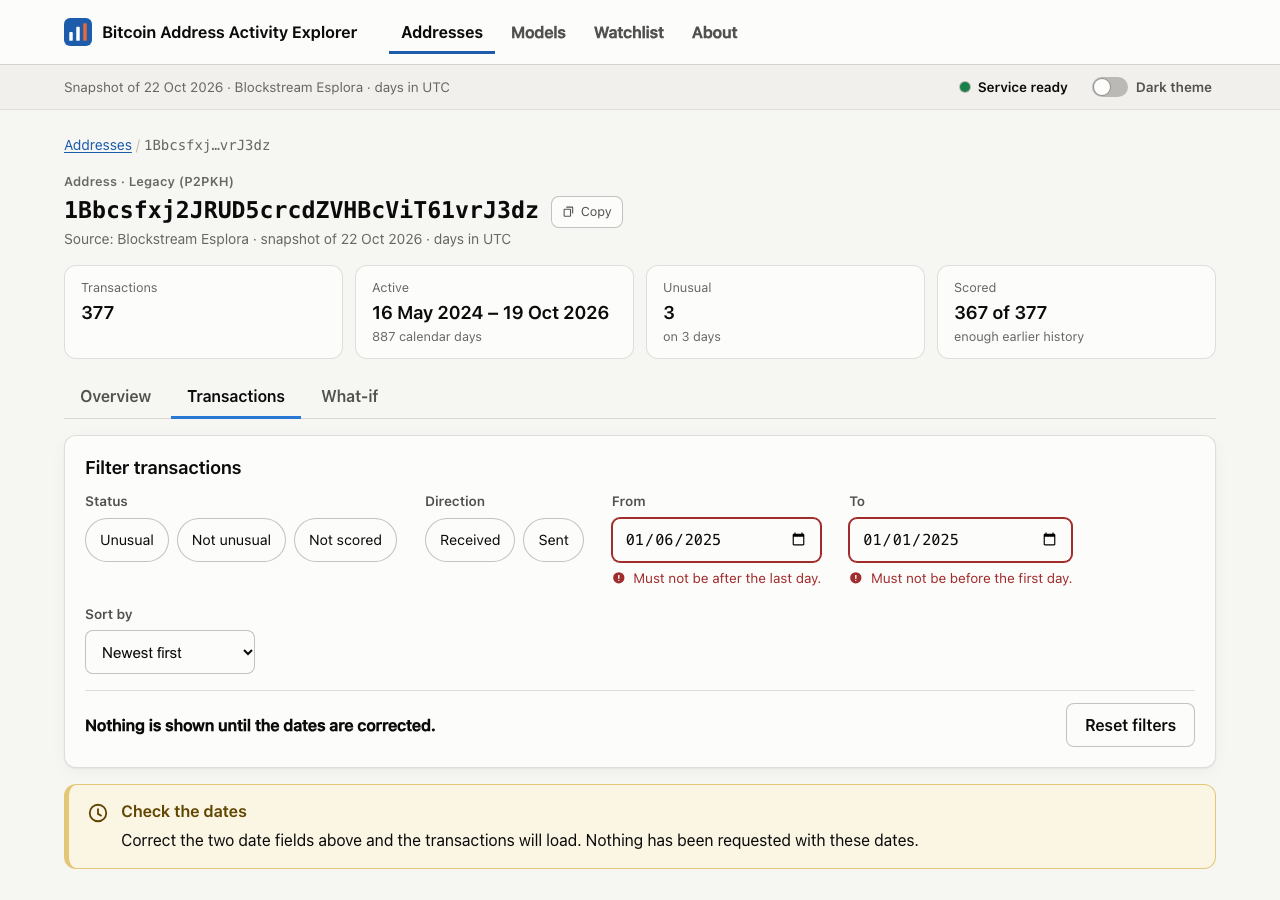 Bitcoin Address Activity Explorer Addresses Models Watchlist About
Snapshot of 22 Oct 2026 · Blockstream Esplora · days in UTC Service ready Dark theme
Addresses / 1Bbcsfxj…vrJ3dz
Address · Legacy (P2PKH)
1Bbcsfxj2JRUD5crcdZVHBcViT61vrJ3dz Copy
Source: Blockstream Esplora · snapshot of 22 Oct 2026 · days in UTC
Transactions
377
Active
16 May 2024 – 19 Oct 2026
887 calendar days
Unusual
3
on 3 days
Scored
367 of 377
enough earlier history
Overview Transactions What-if
Filter transactions
Status
Unusual Not unusual Not scored
Direction
Received Sent
From
01/06/2025
Must not be after the last day.
To
01/01/2025
Must not be before the first day.
Sort by
Newest first
Nothing is shown until the dates are corrected. Reset filters
Check the dates
Correct the two date fields above and the transactions will load. Nothing has been requested with these dates.